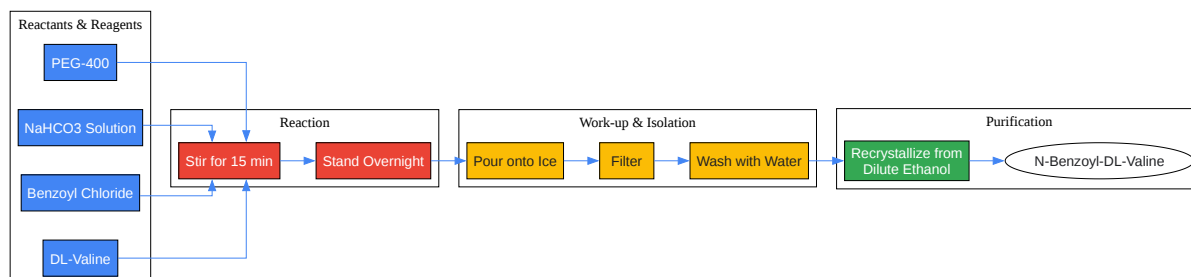 Reactants & Reagents
PEG-400
NaHCO3 Solution
Benzoyl Chloride
DL-Valine
Reaction
Stir for 15 min
Stand Overnight
Work-up & Isolation
Pour onto Ice
Filter
Wash with Water
Purification
Recrystallize from
Dilute Ethanol
N-Benzoyl-DL-Valine